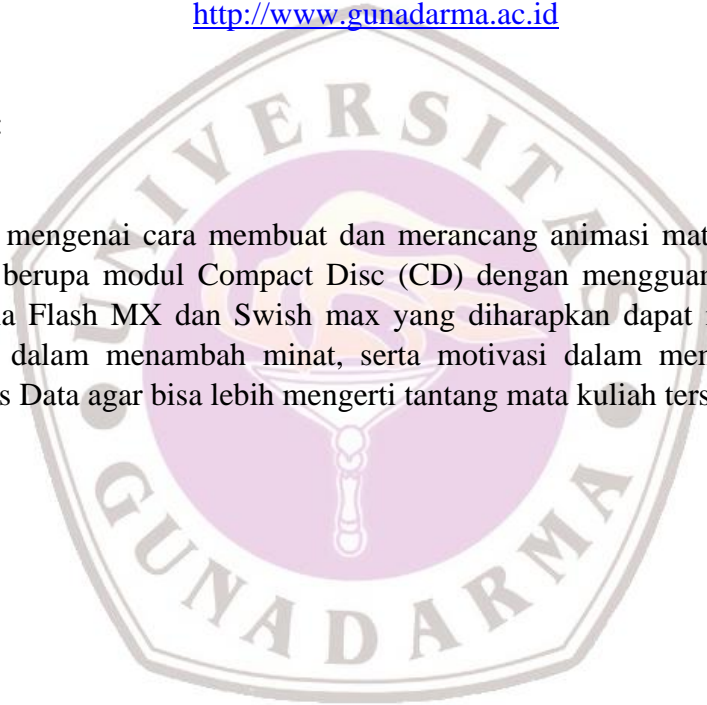 http://www.gunadarma.ac.id
:
mengenai cara membuat dan merancang animasi mat
berupa modul Compact Disc (CD) dengan mengguan
a Flash MX dan Swish max yang diharapkan dapat
dalam menambah minat, serta motivasi dalam men
s Data agar bisa lebih mengerti tantang mata kuliah ters
UNIVERSITAS
GUNADARMA